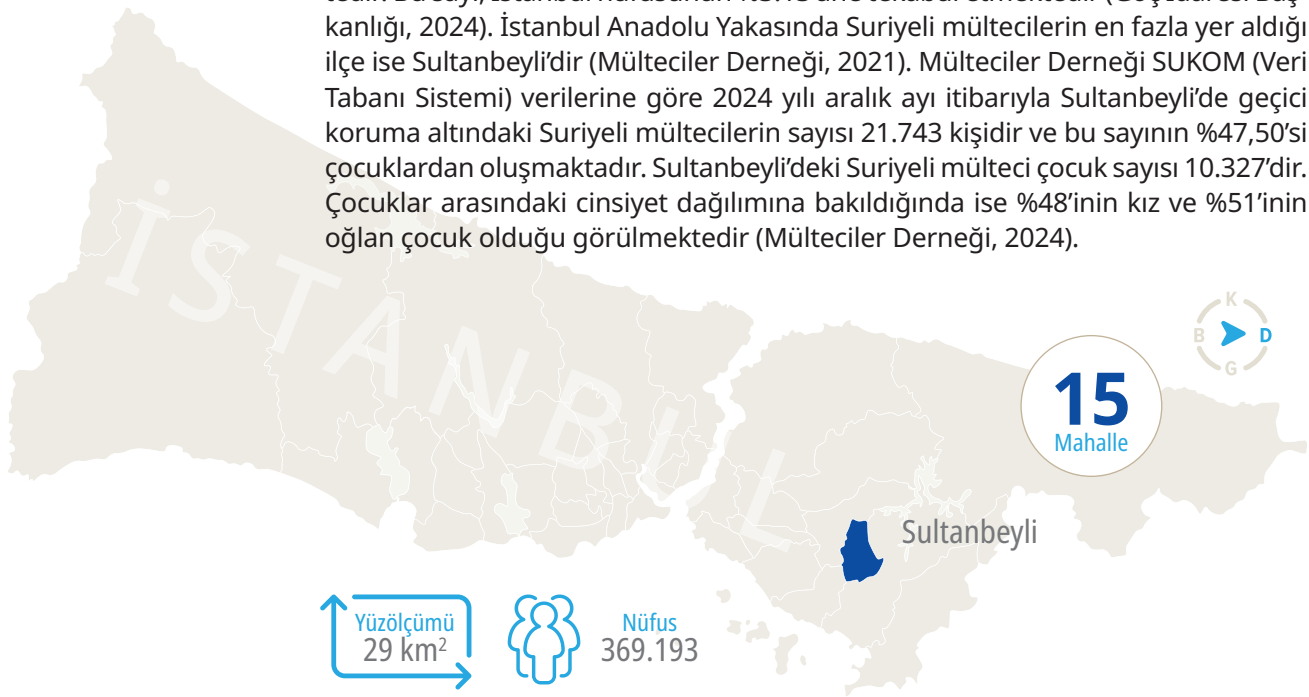 kanlığı, 2024). İstanbul Anadolu Yakasında Suriyeli mültecilerin en fazla yer aldığı
ilçe ise Sultanbeyli’dir (Mülteciler Derneği, 2021). Mülteciler Derneği SUKOM (Veri
Tabanı Sistemi) verilerine göre 2024 yılı aralık ayı itibarıyla Sultanbeyli’de geçici
koruma altındaki Suriyeli mültecilerin sayısı 21.743 kişidir ve bu sayının %47,50’si
çocuklardan oluşmaktadır. Sultanbeyli’deki Suriyeli mülteci çocuk sayısı 10.327’dir.
Çocuklar arasındaki cinsiyet dağılımına bakıldığında ise %48’inin kız ve %51’inin
oğlan çocuk olduğu görülmektedir (Mülteciler Derneği, 2024).
İSTANBUL
K
B D
G
15
Mahalle
Sultanbeyli
Yüzölçümü
29 km²
Nüfus
369.193